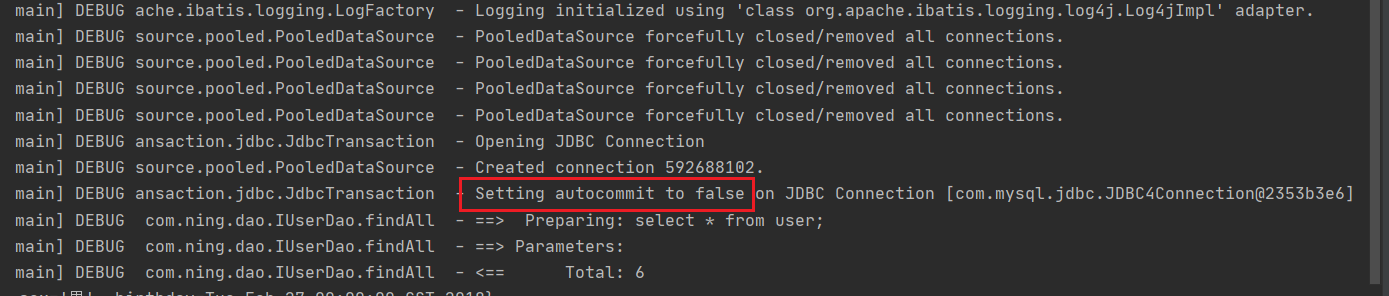 main] DEBUG ache.ibatis.logging.LogFactory  - Logging initialized using 'class org.apache.ibatis.logging.log4j.Log4jImpl' adapter.
main] DEBUG source.pooled.PooledDataSource  - PooledDataSource forcefully closed/removed all connections.
main] DEBUG source.pooled.PooledDataSource  - PooledDataSource forcefully closed/removed all connections.
main] DEBUG source.pooled.PooledDataSource  - PooledDataSource forcefully closed/removed all connections.
main] DEBUG source.pooled.PooledDataSource  - PooledDataSource forcefully closed/removed all connections.
main] DEBUG ansaction.jdbc.JdbcTransaction  - Opening JDBC Connection
main] DEBUG source.pooled.PooledDataSource  - Created connection 592688102.
main] DEBUG ansaction.jdbc.JdbcTransaction  - Setting autocommit to false on JDBC Connection [com.mysql.jdbc.JDBC4Connection@2353b3e6]
main] DEBUG  com.ning.dao.IUserDao.findAll  - ==>  Preparing: select * from user;
main] DEBUG  com.ning.dao.IUserDao.findAll  - ==> Parameters:
main] DEBUG  com.ning.dao.IUserDao.findAll  - <==      Total: 6